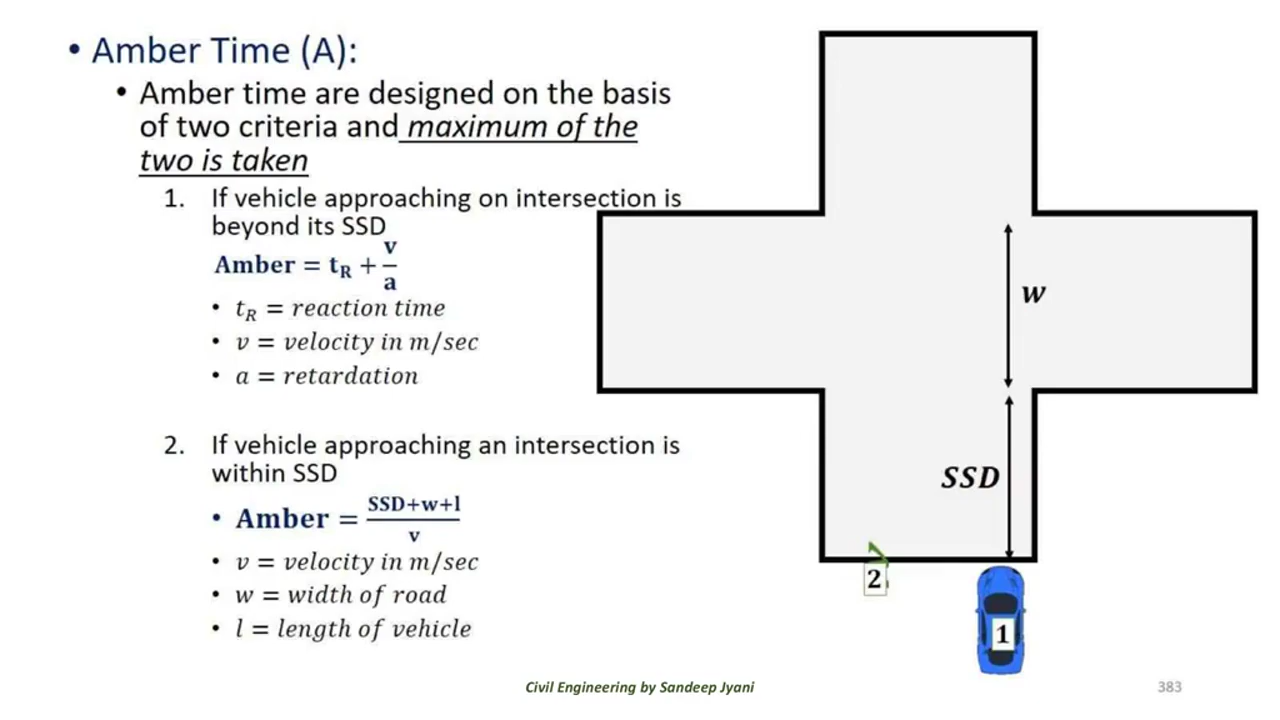 • Amber Time (A):
• Amber time are designed on the basis
of two criteria and maximum of the
two is taken
1. If vehicle approaching on intersection is
beyond its SSD
Amber = t_R + v/a
• t_R = reaction time
• v = velocity in m/sec
• a = retardation
2. If vehicle approaching an intersection is
within SSD
• Amber = SSD+w+l/v
• v = velocity in m/sec
• w = width of road
• l = length of vehicle
w
SSD
2
1
Civil Engineering by Sandeep Jyani
383